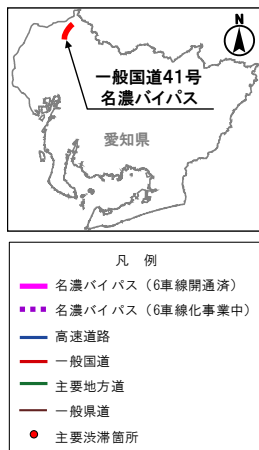 N
一般国道41号
名濃バイパス
愛知県
凡 例
名濃バイパス（6車線開通済）
名濃バイパス（6車線化事業中）
高速道路
一般国道
主要地方道
一般県道
主要渋滞箇所